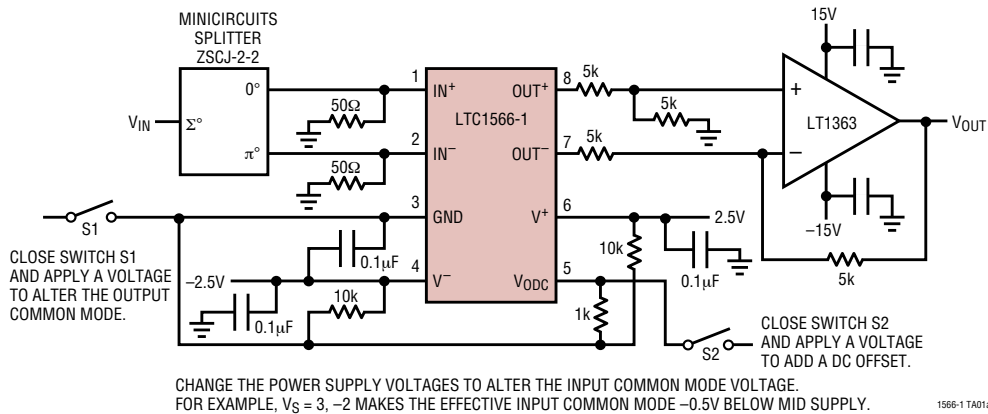 MINICIRCUITS
SPLITTER
ZSCJ-2-2
0°
V_IN
Σ°
π°
50Ω
50Ω
1
2
3
4
IN⁺
IN⁻
GND
V⁻
LTC1566-1
OUT⁺
OUT⁻
V⁺
V_ODC
8
7
6
5
5k
5k
5k
15V
+
−
LT1363
V_OUT
−15V
5k
2.5V
10k
0.1µF
1k
S1
CLOSE SWITCH S1
AND APPLY A VOLTAGE
TO ALTER THE OUTPUT
COMMON MODE.
−2.5V
0.1µF
0.1µF
10k
S2
CLOSE SWITCH S2
AND APPLY A VOLTAGE
TO ADD A DC OFFSET.
CHANGE THE POWER SUPPLY VOLTAGES TO ALTER THE INPUT COMMON MODE VOLTAGE.
FOR EXAMPLE, V_S = 3, −2 MAKES THE EFFECTIVE INPUT COMMON MODE −0.5V BELOW MID SUPPLY.